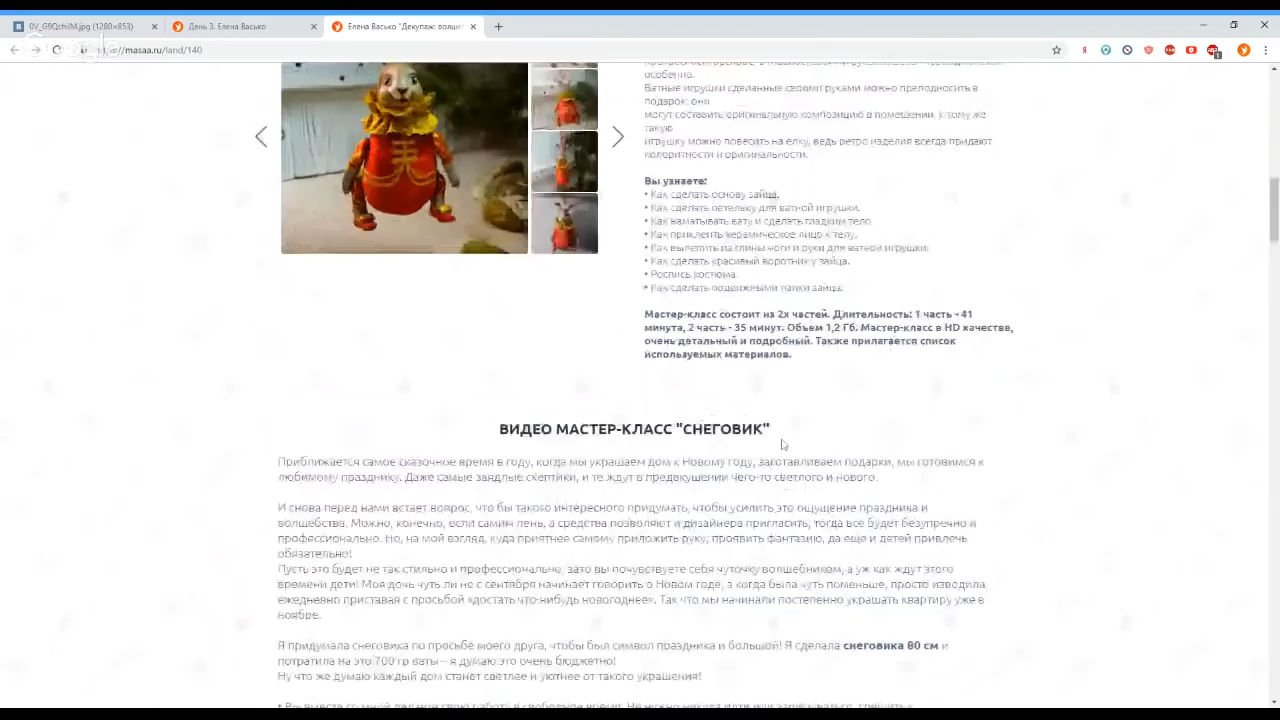 0V_G9QchilM.jpg (1280×853)
День 3. Елена Васько
Елена Васько "Декупаж: волше
masaa.ru/land/140
особенно.
Ватные игрушки сделанные своими руками можно преподносить в
подарок, они
могут составить оригинальную композицию в помещении, к тому же
такую
игрушку можно повесить на елку, ведь ретро изделия всегда придают
колоритности и оригинальности.
Вы узнаете:
• Как сделать основу зайца.
• Как сделать петельку для ватной игрушки.
• Как наматывать вату и сделать гладким тело
• Как приклеить керамическое лицо к телу.
• Как вылепить из глины ноги и руки для ватной игрушки.
• Как сделать красивый воротник у зайца.
• Роспись костюма.
• Как сделать подвижными лапки зайца.
Мастер-класс состоит из 2х частей. Длительность: 1 часть - 41
минута, 2 часть - 35 минут. Объем 1,2 Гб. Мастер-класс в HD качестве,
очень детальный и подробный. Также прилагается список
используемых материалов.
ВИДЕО МАСТЕР-КЛАСС "СНЕГОВИК"
Приближается самое сказочное время в году, когда мы украшаем дом к Новому году, заготавливаем подарки, мы готовимся к
любимому празднику. Даже самые заядлые скептики, и те ждут в предвкушении чего-то светлого и нового.
И снова перед нами встает вопрос, что бы такого интересного придумать, чтобы усилить это ощущение праздника и
волшебства. Можно, конечно, если самим лень, а средства позволяют и дизайнера пригласить, тогда все будет безупречно и
профессионально. Но, на мой взгляд, куда приятнее самому приложить руку, проявить фантазию, да еще и детей привлечь
обязательно!
Пусть это будет не так стильно и профессионально, зато вы почувствуете себя чуточку волшебником, а уж как ждут этого
времени дети! Моя дочь чуть ли не с сентября начинает говорить о Новом годе, а когда была чуть поменьше, просто изводила
ежедневно приставая с просьбой «достать что-нибудь новогоднее». Так что мы начинали постепенно украшать квартиру уже в
ноябре.
Я придумала снеговика по просьбе моего друга, чтобы был символ праздника и большой! Я сделала снеговика 80 см и
потратила на это 700 гр ваты – я думаю это очень бюджетно!
Ну что же думаю каждый дом станет светлее и уютнее от такого украшения!